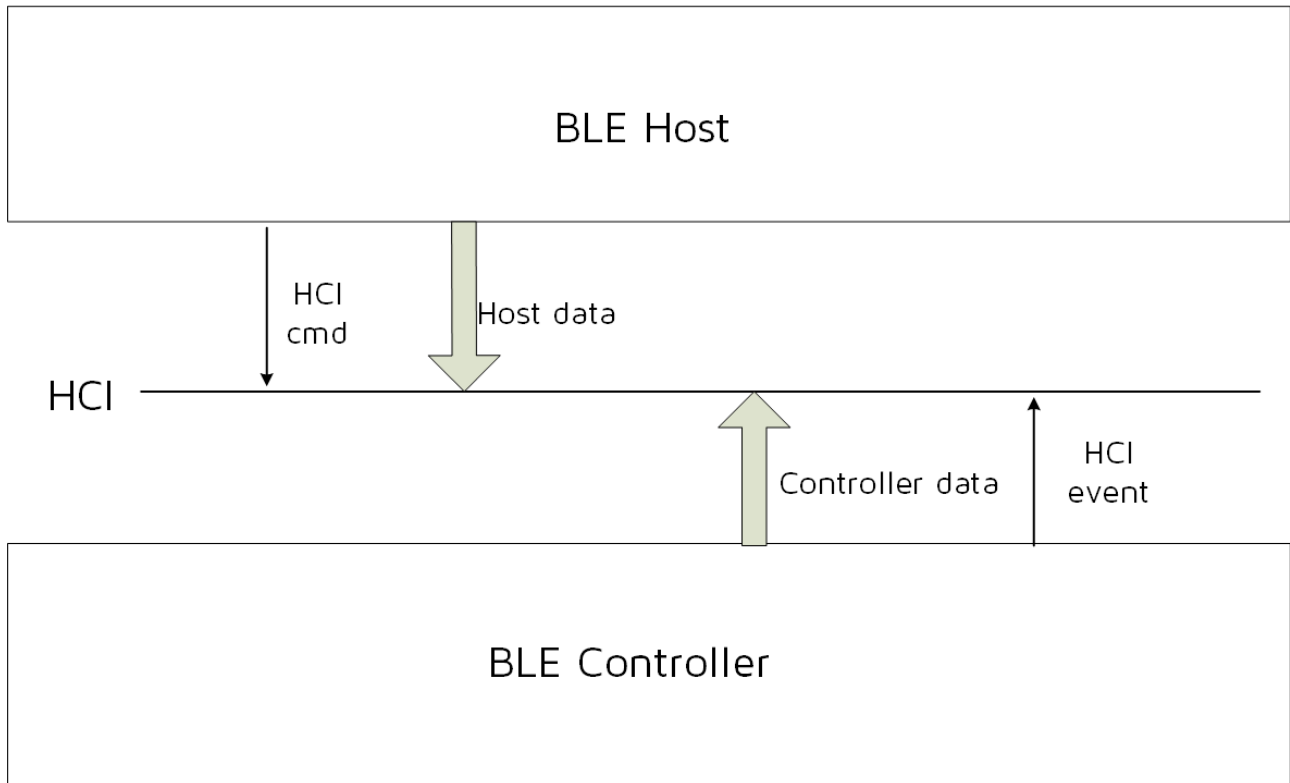 BLE Host
HCI
cmd
Host data
HCI
Controller data
HCI
event
BLE Controller